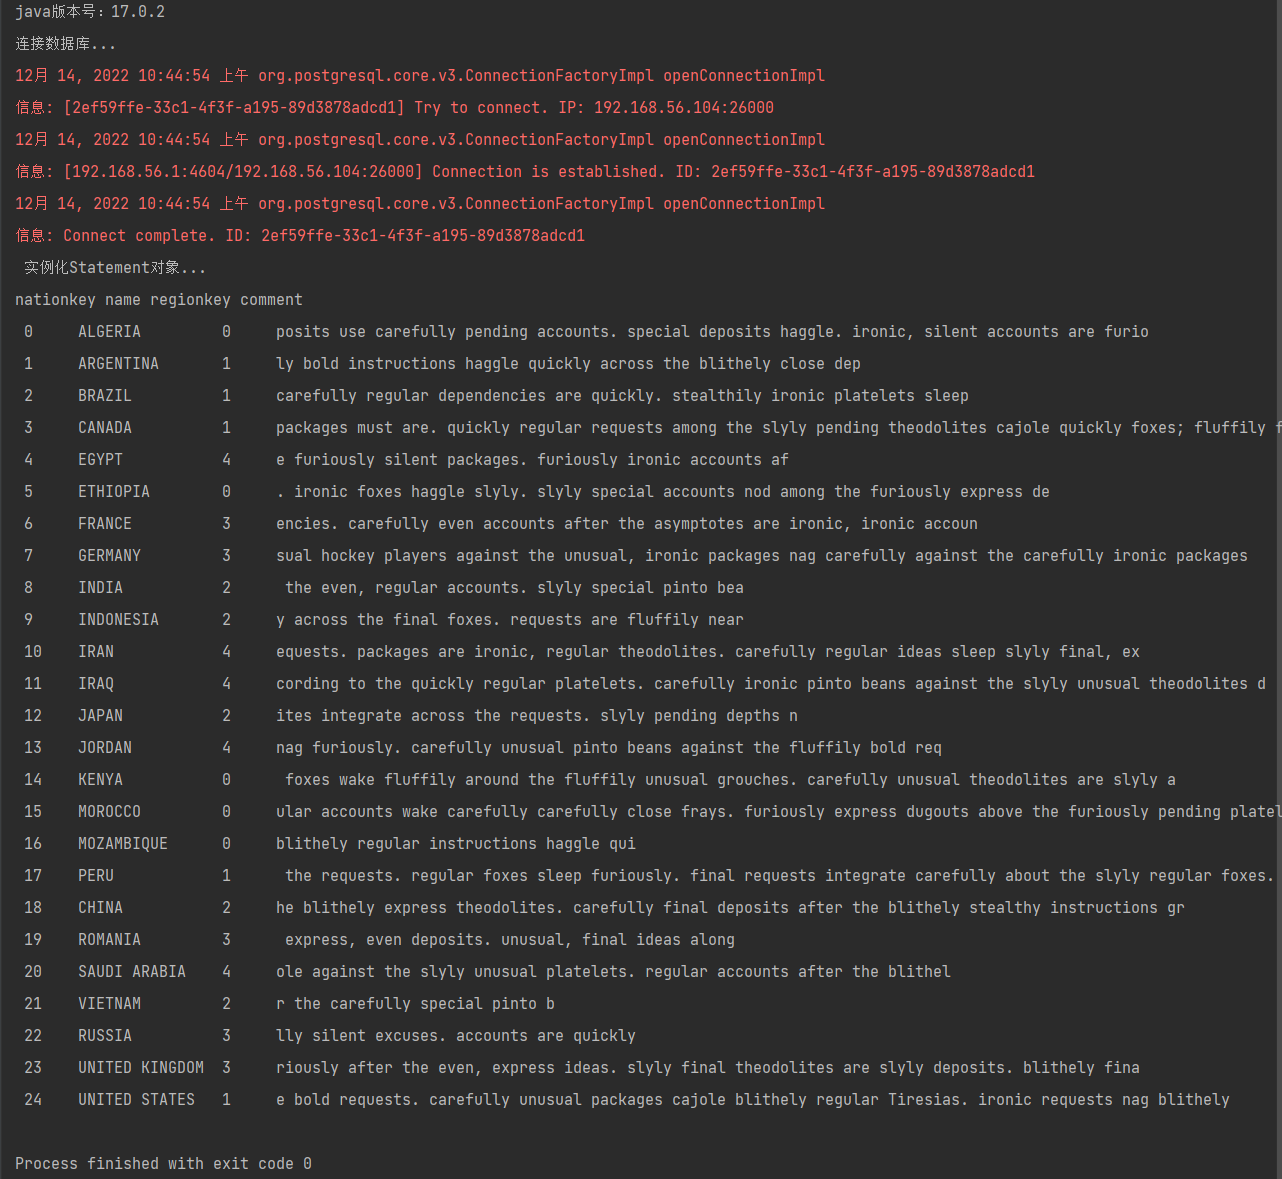 java版本号：17.0.2
连接数据库...
12月 14, 2022 10:44:54 上午 org.postgresql.core.v3.ConnectionFactoryImpl openConnectionImpl
信息: [2ef59ffe-33c1-4f3f-a195-89d3878adcd1] Try to connect. IP: 192.168.56.104:26000
12月 14, 2022 10:44:54 上午 org.postgresql.core.v3.ConnectionFactoryImpl openConnectionImpl
信息: [192.168.56.1:4604/192.168.56.104:26000] Connection is established. ID: 2ef59ffe-33c1-4f3f-a195-89d3878adcd1
12月 14, 2022 10:44:54 上午 org.postgresql.core.v3.ConnectionFactoryImpl openConnectionImpl
信息: Connect complete. ID: 2ef59ffe-33c1-4f3f-a195-89d3878adcd1
实例化Statement对象...
nationkey name regionkey comment
0 ALGERIA 0 posits use carefully pending accounts. special deposits haggle. ironic, silent accounts are furio
1 ARGENTINA 1 ly bold instructions haggle quickly across the blithely close dep
2 BRAZIL 1 carefully regular dependencies are quickly. stealthily ironic platelets sleep
3 CANADA 1 packages must are. quickly regular requests among the slyly pending theodolites cajole quickly foxes; fluffily f
4 EGYPT 4 e furiously silent packages. furiously ironic accounts af
5 ETHIOPIA 0 . ironic foxes haggle slyly. slyly special accounts nod among the furiously express de
6 FRANCE 3 encies. carefully even accounts after the asymptotes are ironic, ironic accoun
7 GERMANY 3 sual hockey players against the unusual, ironic packages nag carefully against the carefully ironic packages
8 INDIA 2 the even, regular accounts. slyly special pinto bea
9 INDONESIA 2 y across the final foxes. requests are fluffily near
10 IRAN 4 equests. packages are ironic, regular theodolites. carefully regular ideas sleep slyly final, ex
11 IRAQ 4 cording to the quickly regular platelets. carefully ironic pinto beans against the slyly unusual theodolites d
12 JAPAN 2 ites integrate across the requests. slyly pending depths n
13 JORDAN 4 nag furiously. carefully unusual pinto beans against the fluffily bold req
14 KENYA 0 foxes wake fluffily around the fluffily unusual grouches. carefully unusual theodolites are slyly a
15 MOROCCO 0 ular accounts wake carefully carefully close frays. furiously express dugouts above the furiously pending platel
16 MOZAMBIQUE 0 blithely regular instructions haggle qui
17 PERU 1 the requests. regular foxes sleep furiously. final requests integrate carefully about the slyly regular foxes.
18 CHINA 2 he blithely express theodolites. carefully final deposits after the blithely stealthy instructions gr
19 ROMANIA 3 express, even deposits. unusual, final ideas along
20 SAUDI ARABIA 4 ole against the slyly unusual platelets. regular accounts after the blithel
21 VIETNAM 2 r the carefully special pinto b
22 RUSSIA 3 lly silent excuses. accounts are quickly
23 UNITED KINGDOM 3 riously after the even, express ideas. slyly final theodolites are slyly deposits. blithely fina
24 UNITED STATES 1 e bold requests. carefully unusual packages cajole blithely regular Tiresias. ironic requests nag blithely
Process finished with exit code 0